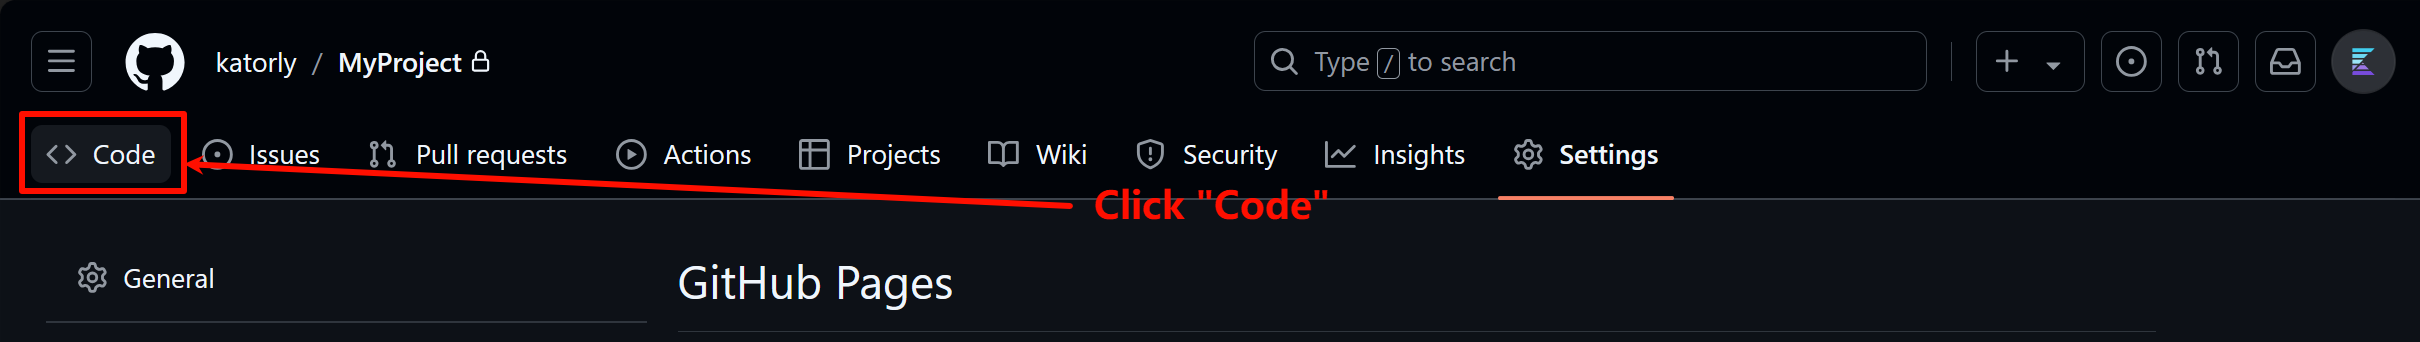 katorly / MyProject
Type / to search
Code
Issues
Pull requests
Actions
Projects
Wiki
Security
Insights
Settings
Click "Code"
General
GitHub Pages